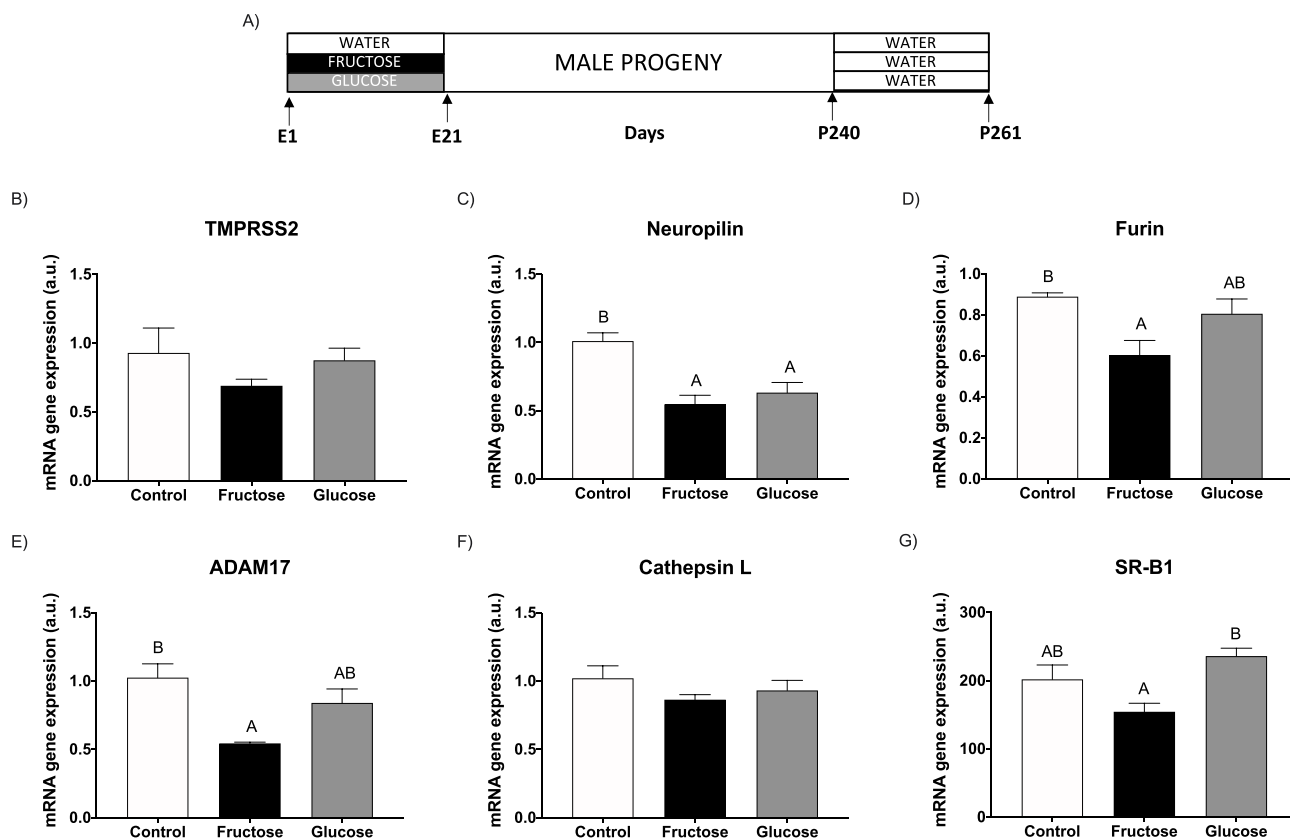 A)
WATER
FRUCTOSE
GLUCOSE
MALE PROGENY
WATER
WATER
WATER
E1
E21
Days
P240
P261
B)
TMPRSS2
mRNA gene expression (a.u.)
1.5
1.0
0.5
0.0
Control Fructose Glucose
C)
Neuropilin
mRNA gene expression (a.u.)
1.5
1.0
0.5
0.0
B
A
A
Control Fructose Glucose
D)
Furin
mRNA gene expression (a.u.)
1.0
0.8
0.6
0.4
0.2
0.0
B
A
AB
Control Fructose Glucose
E)
ADAM17
mRNA gene expression (a.u.)
1.5
1.0
0.5
0.0
B
A
AB
Control Fructose Glucose
F)
Cathepsin L
mRNA gene expression (a.u.)
1.5
1.0
0.5
0.0
Control Fructose Glucose
G)
SR-B1
mRNA gene expression (a.u.)
300
200
100
0
AB
A
B
Control Fructose Glucose